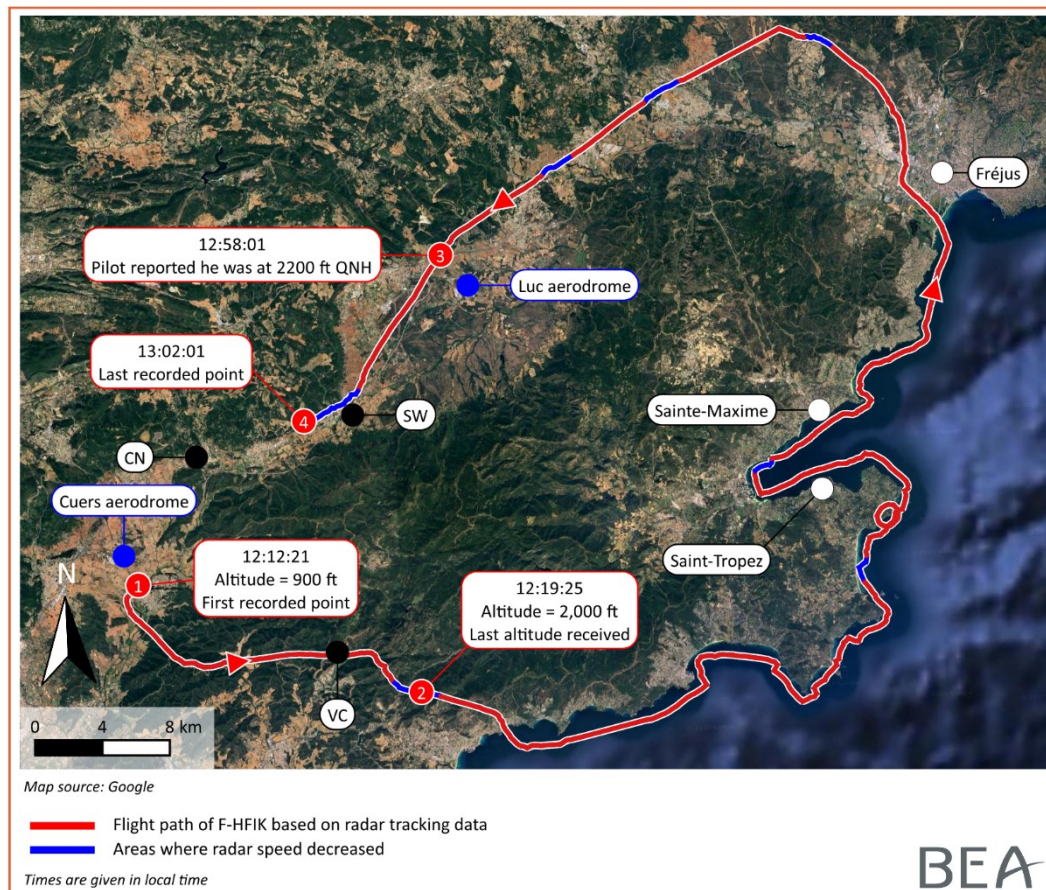 Fréjus
12:58:01
Pilot reported he was at 2200 ft QNH
3
Luc aerodrome
13:02:01
Last recorded point
4
SW
Sainte-Maxime
CN
Cuers aerodrome
Saint-Tropez
N
1
12:12:21
Altitude = 900 ft
First recorded point
12:19:25
Altitude = 2,000 ft
Last altitude received
2
VC
0 4 8 km
Map source: Google
Flight path of F-HFIK based on radar tracking data
Areas where radar speed decreased
Times are given in local time
BEA